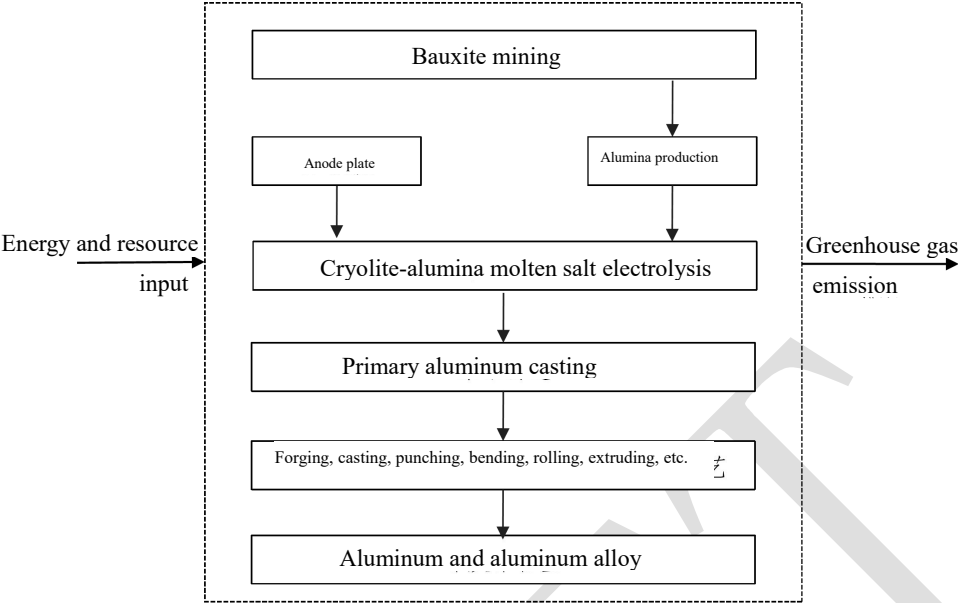 Bauxite mining
Anode plate
Alumina production
Energy and resource
input
Cryolite-alumina molten salt electrolysis
Greenhouse gas
emission
Primary aluminum casting
Forging, casting, punching, bending, rolling, extruding, etc.
Aluminum and aluminum alloy